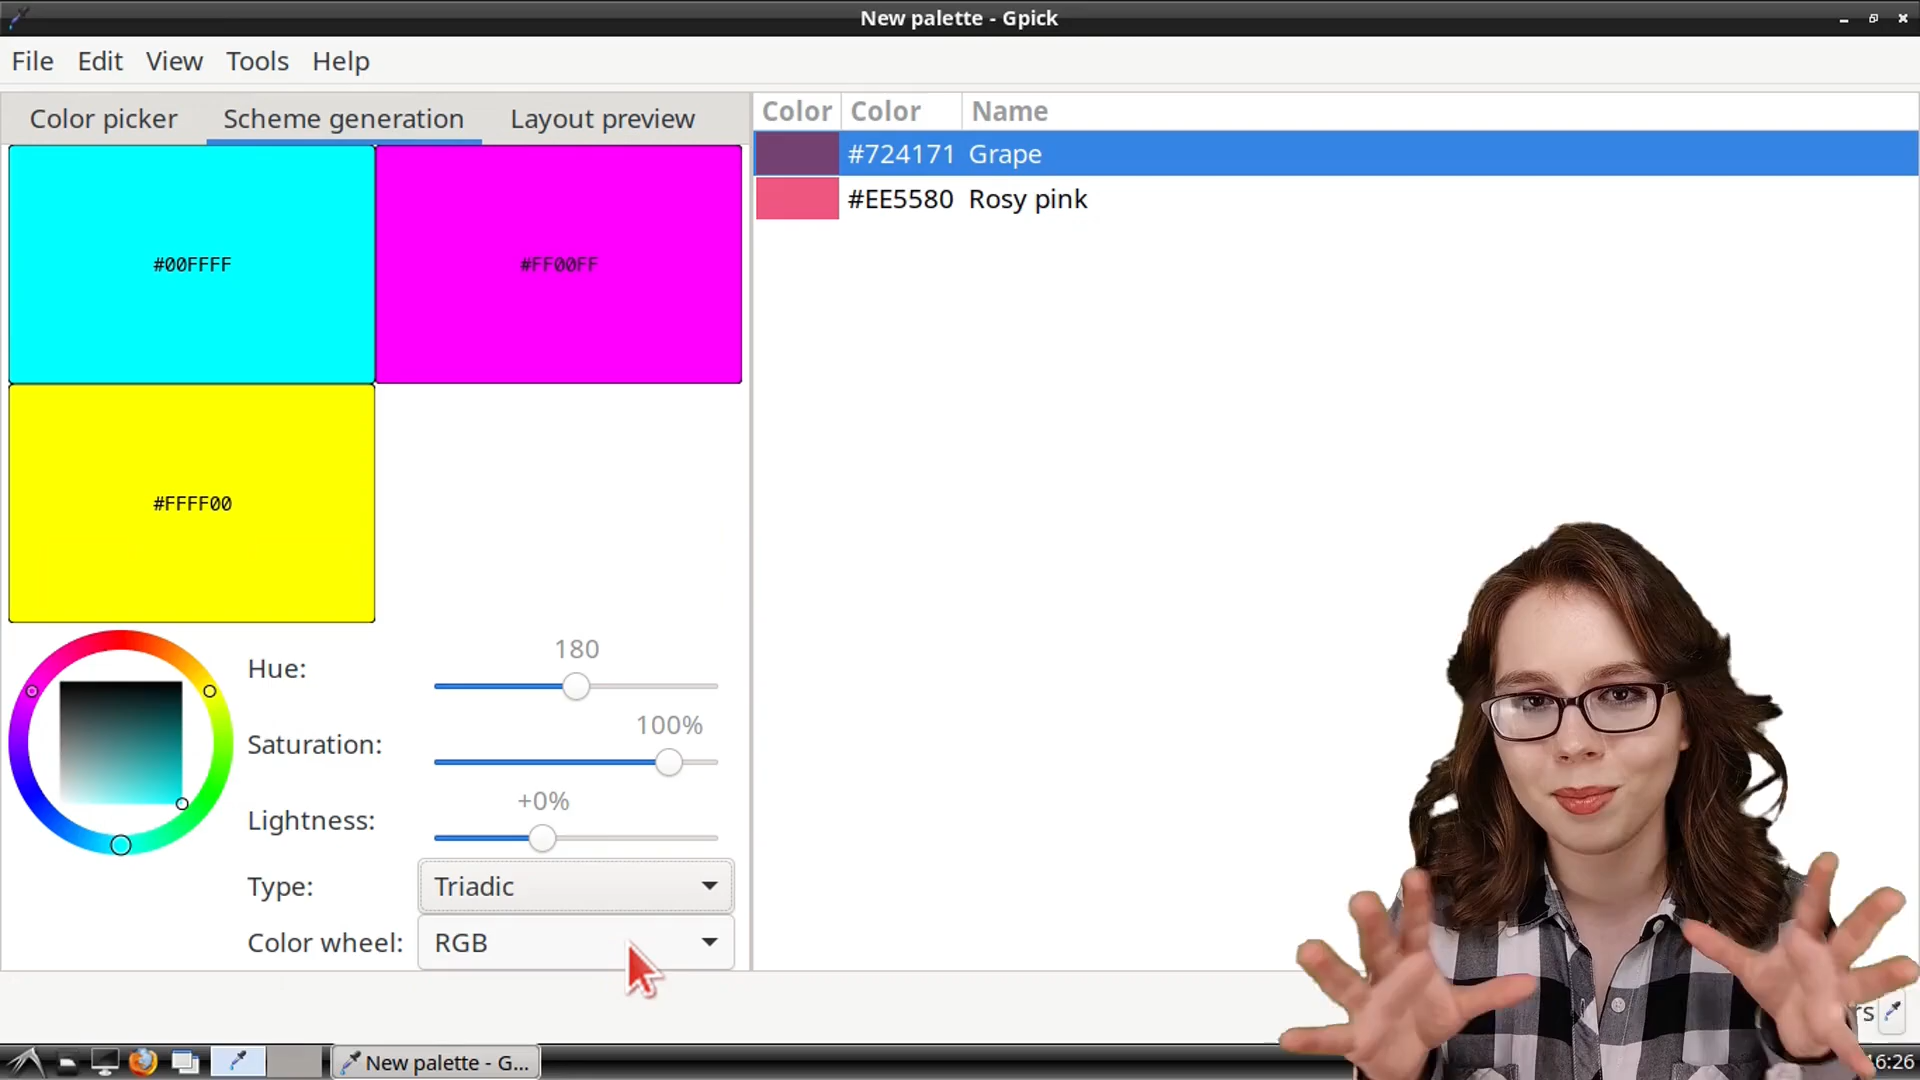 New palette - Gpick
File Edit View Tools Help
Color picker Scheme generation Layout preview
#00FFFF #FF00FF
#FFFF00
Hue: 180
Saturation: 100%
Lightness: +0%
Type: Triadic
Color wheel: RGB
Color Color Name
#724171 Grape
#EE5580 Rosy pink
New palette - G...
16:26